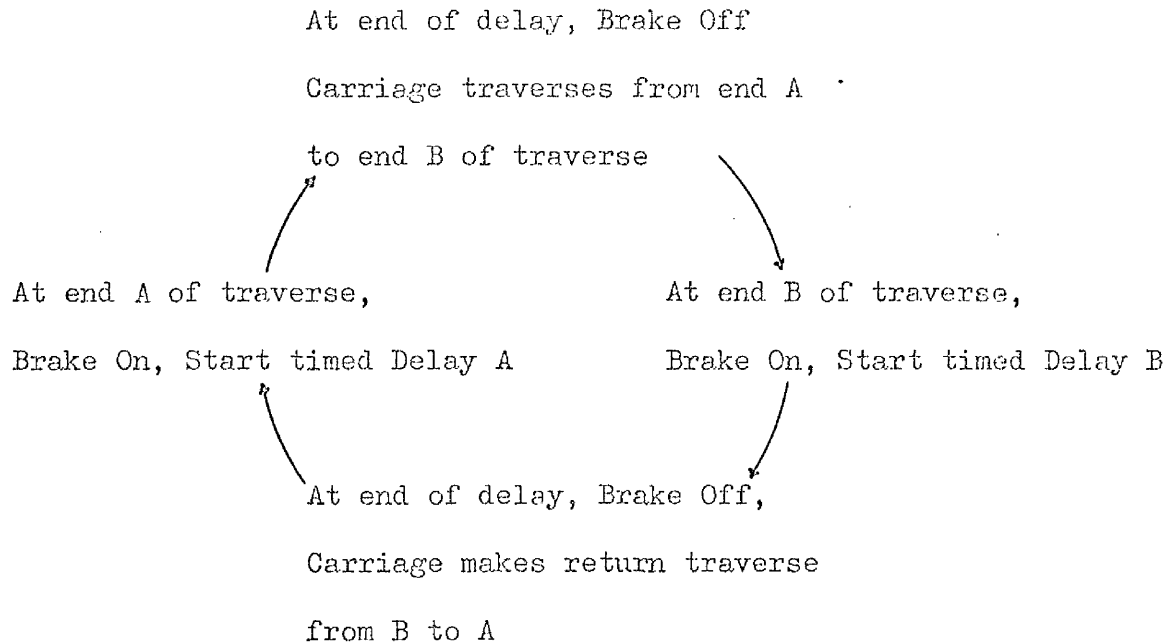 At end of delay, Brake Off
Carriage traverses from end A
to end B of traverse
At end A of traverse,
Brake On, Start timed Delay A
At end B of traverse,
Brake On, Start timed Delay B
At end of delay, Brake Off,
Carriage makes return traverse
from B to A